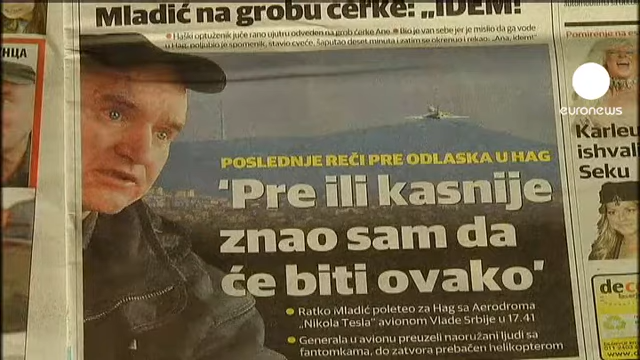 Mladić na grobu ćerke: „IDEM!"
Haški optuženik juče rano ujutru odveden na grob ćerke Ane. Iako je van sebe jer je mislio da ga voze
u Hag, poljubio je spomenik, stavio cveće, šaputao deset minuta i zatim se okrenuo i rekao: „Ana, idem"
POSLEDNJE REČI PRE ODLASKA U HAG
'Pre ili kasnije
znao sam da
će biti ovako'
Ratko Mladić poleteo za Hag sa Aerodroma
„Nikola Tesla" avionom Vlade Srbije u 17.41
Generala u avionu preuzeli naoružani ljudi sa
fantomkama, do zatvora prebačen helikopterom
НЦА
Pomirenje na
euronews
Karleu
ishvali
Seku
dec